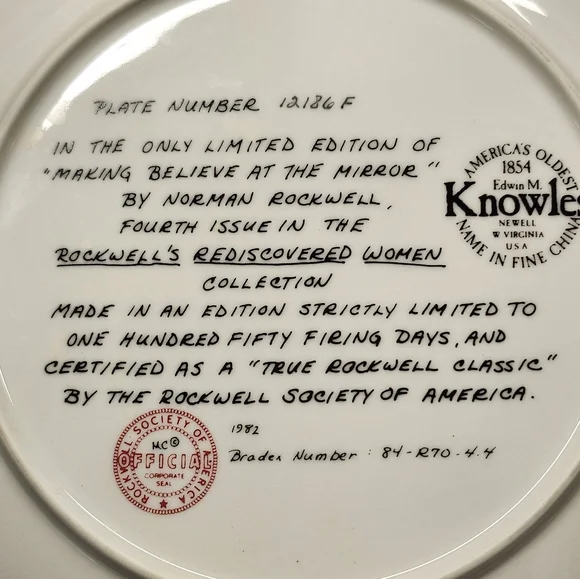 PLATE NUMBER 12186F
IN THE ONLY LIMITED EDITION OF
"MAKING BELIEVE AT THE MIRROR"
BY NORMAN ROCKWELL,
FOURTH ISSUE IN THE
ROCKWELL'S REDISCOVERED WOMEN
COLLECTION
MADE IN AN EDITION STRICTLY LIMITED TO
ONE HUNDRED FIFTY FIRING DAYS, AND
CERTIFIED AS A "TRUE ROCKWELL CLASSIC"
BY THE ROCKWELL SOCIETY OF AMERICA.
AMERICA'S OLDEST
1854
Edwin M.
Knowles
NEWELL
W VIRGINIA
USA
NAME IN FINE CHINA
ROCKWELL SOCIETY OF AMERICA
MC©
OFFICIAL
CORPORATE
SEAL
1982
Bradex Number : 84-R70-4.4